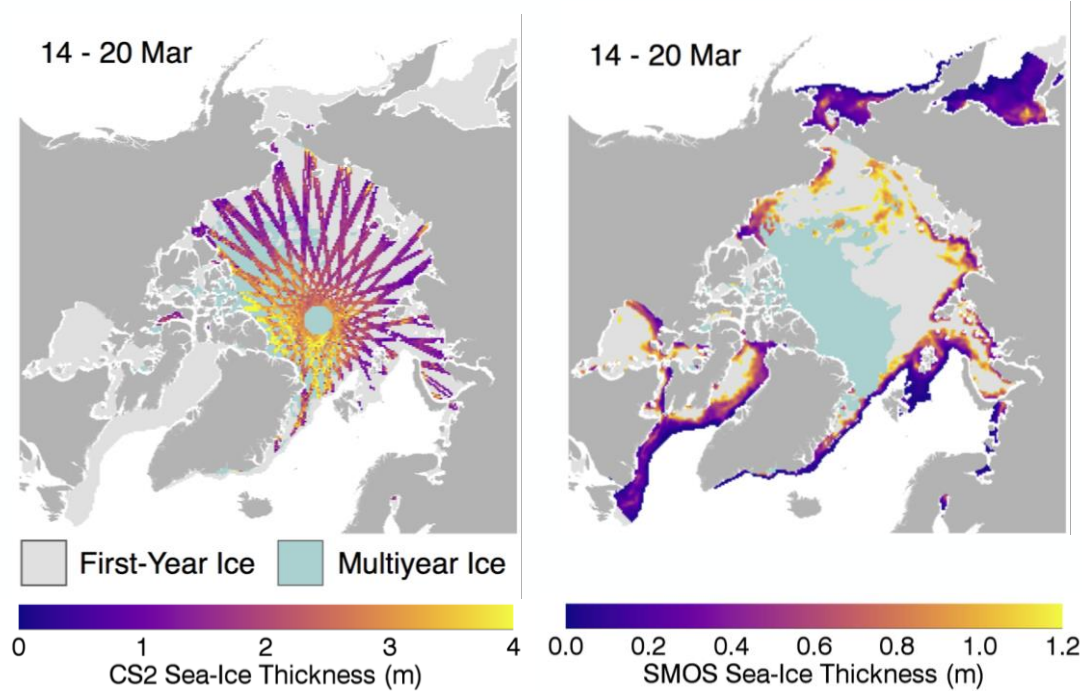 14 - 20 Mar
14 - 20 Mar
First-Year Ice
Multiyear Ice
0 1 2 3 4
CS2 Sea-Ice Thickness (m)
0.0 0.2 0.4 0.6 0.8 1.0 1.2
SMOS Sea-Ice Thickness (m)